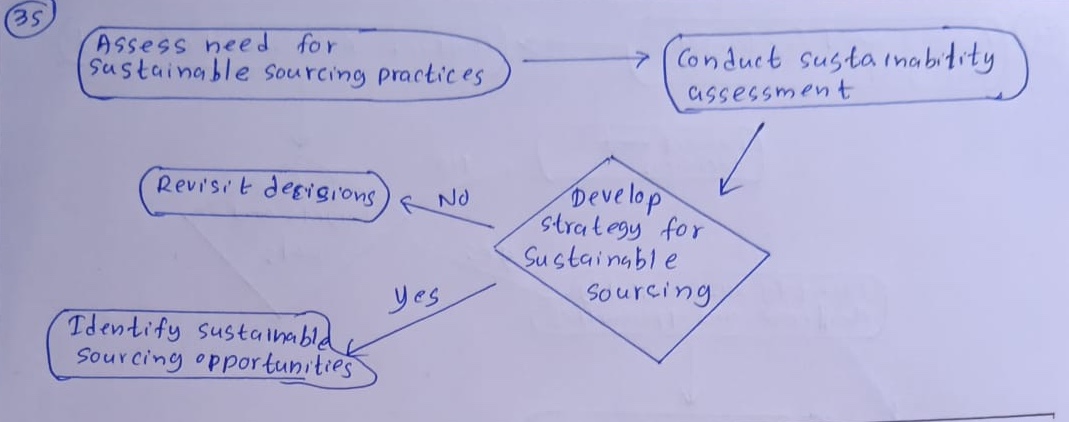 35
Assess need for
sustainable sourcing practices
Conduct sustainability
assessment
Revisit decisions
No
Develop
strategy for
sustainable
sourcing
Yes
Identify sustainable
sourcing opportunities